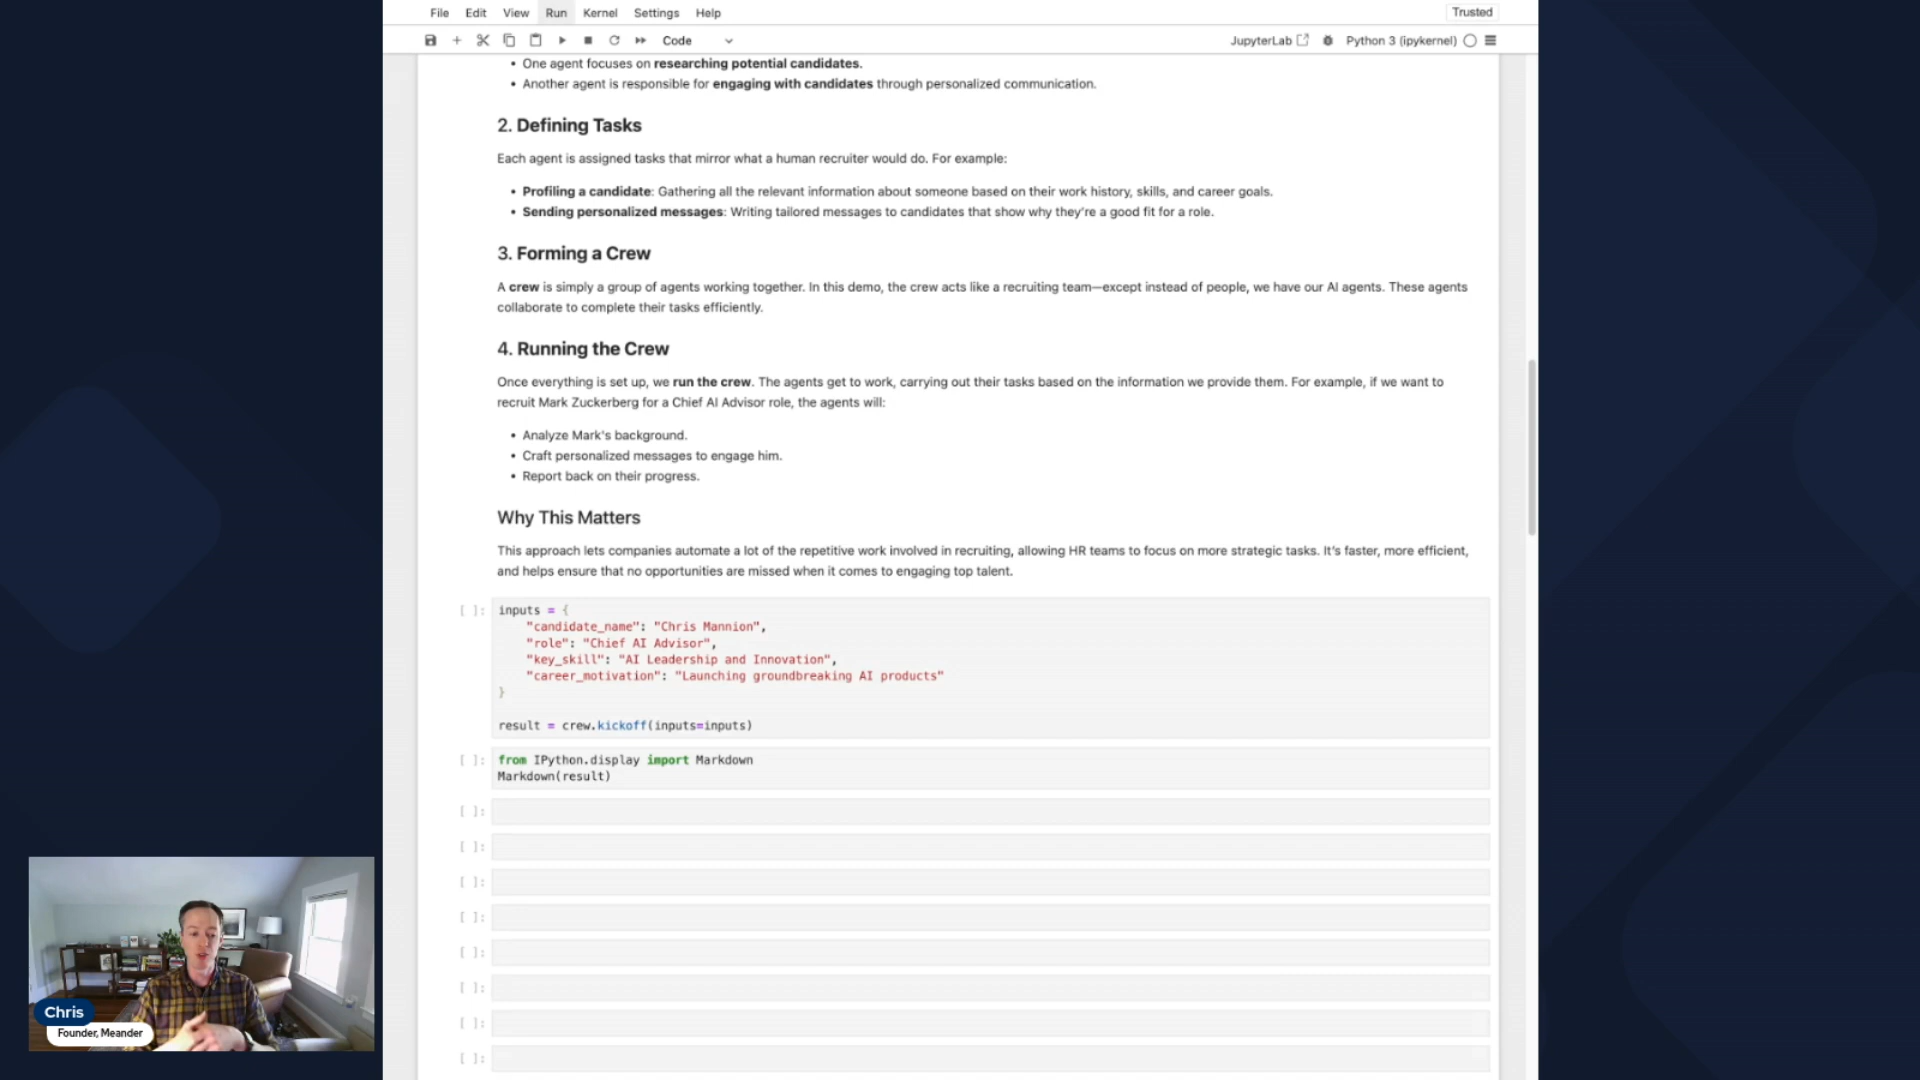 File Edit View Run Kernel Settings Help Trusted
Code JupyterLab Python 3 (ipykernel)
• One agent focuses on researching potential candidates.
• Another agent is responsible for engaging with candidates through personalized communication.
2. Defining Tasks
Each agent is assigned tasks that mirror what a human recruiter would do. For example:
• Profiling a candidate: Gathering all the relevant information about someone based on their work history, skills, and career goals.
• Sending personalized messages: Writing tailored messages to candidates that show why they're a good fit for a role.
3. Forming a Crew
A crew is simply a group of agents working together. In this demo, the crew acts like a recruiting team—except instead of people, we have our AI agents. These agents
collaborate to complete their tasks efficiently.
4. Running the Crew
Once everything is set up, we run the crew. The agents get to work, carrying out their tasks based on the information we provide them. For example, if we want to
recruit Mark Zuckerberg for a Chief AI Advisor role, the agents will:
• Analyze Mark's background.
• Craft personalized messages to engage him.
• Report back on their progress.
Why This Matters
This approach lets companies automate a lot of the repetitive work involved in recruiting, allowing HR teams to focus on more strategic tasks. It's faster, more efficient,
and helps ensure that no opportunities are missed when it comes to engaging top talent.
[ ]: inputs = {
"candidate_name": "Chris Mannion",
"role": "Chief AI Advisor",
"key_skill": "AI Leadership and Innovation",
"career_motivation": "Launching groundbreaking AI products"
}
result = crew.kickoff(inputs=inputs)
[ ]: from IPython.display import Markdown
Markdown(result)
[ ]:
[ ]:
[ ]:
[ ]:
[ ]:
[ ]:
[ ]:
[ ]:
Chris
Founder, Meander